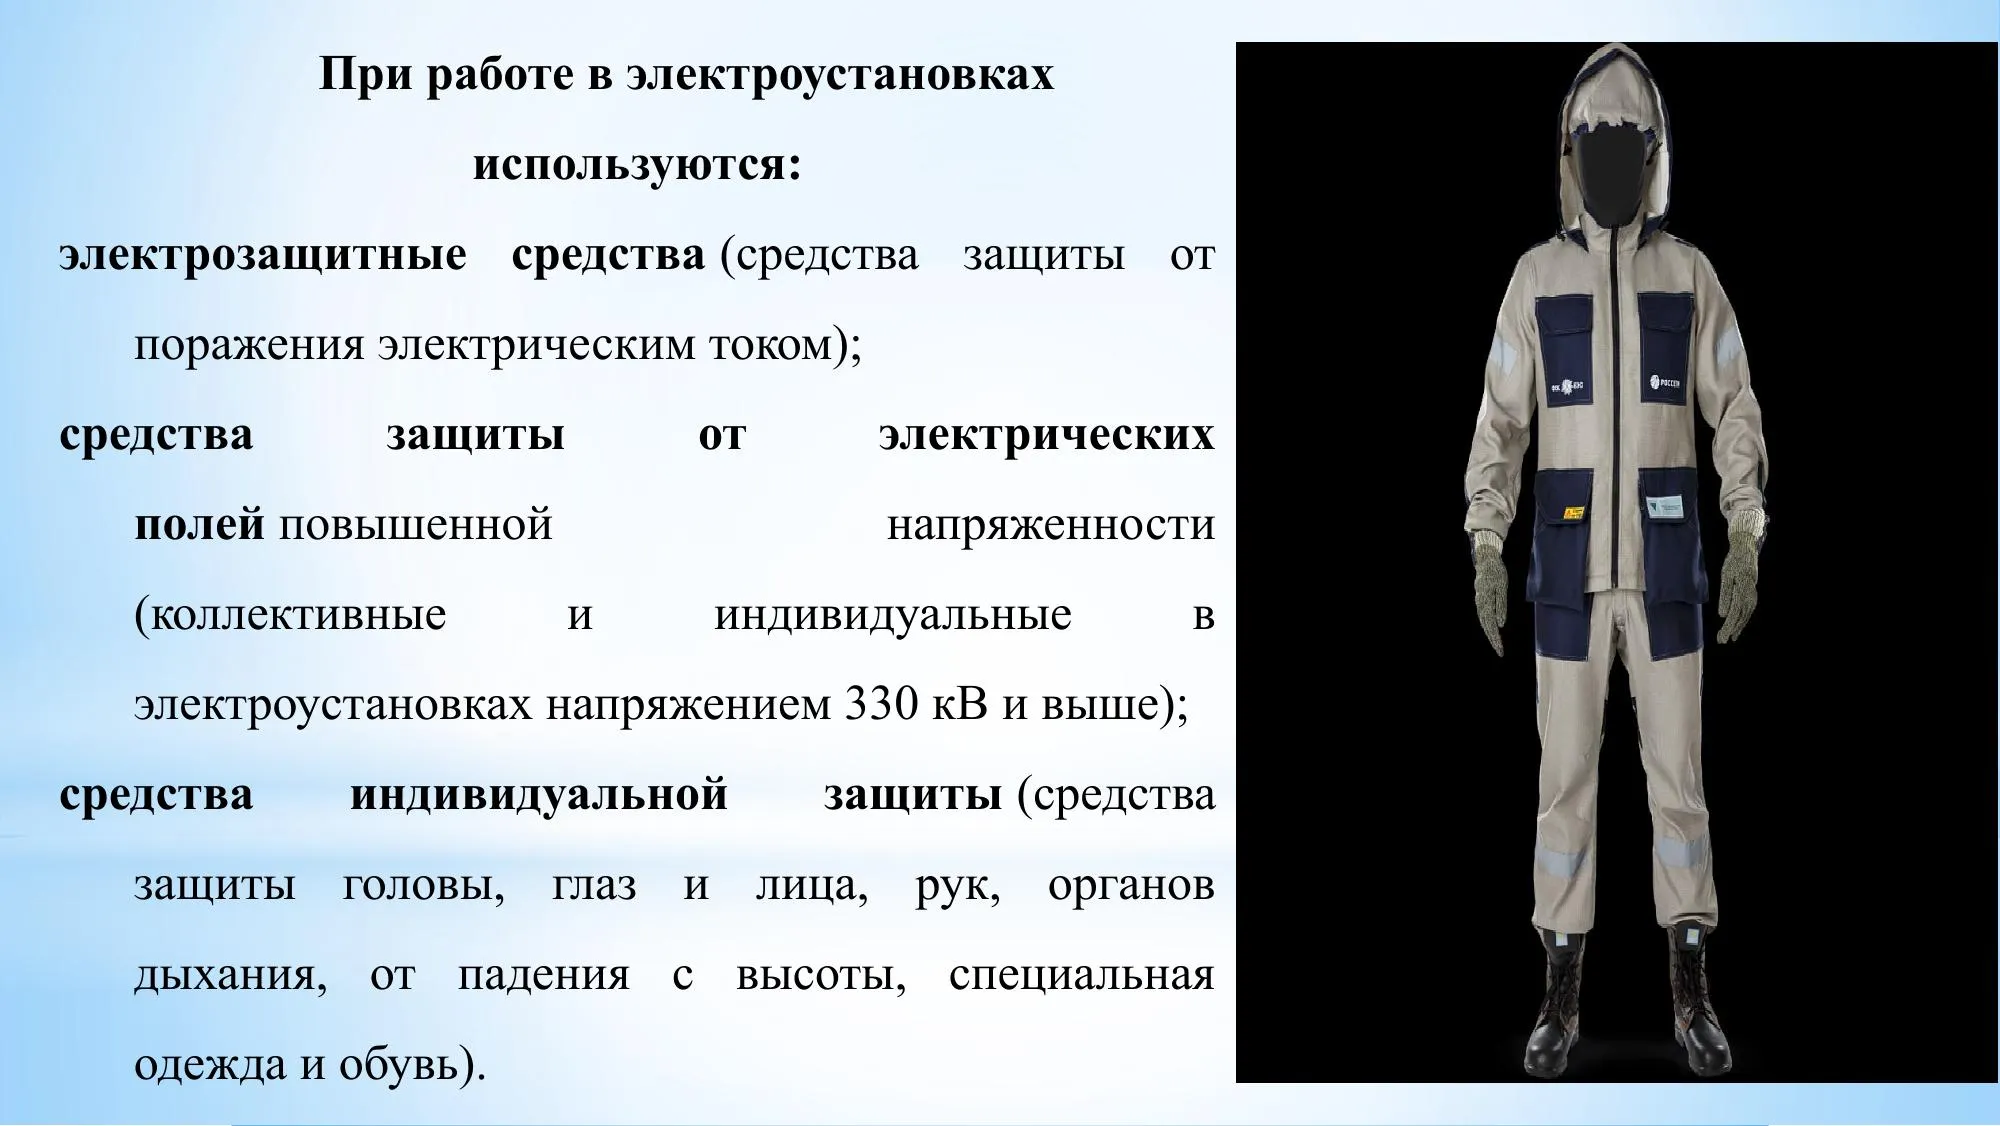 При работе в электроустановках
используются:
электрозащитные средства (средства защиты от
поражения электрическим током);
средства защиты от электрических
полей повышенной напряженности
(коллективные и индивидуальные в
электроустановках напряжением 330 кВ и выше);
средства индивидуальной защиты (средства
защиты головы, глаз и лица, рук, органов
дыхания, от падения с высоты, специальная
одежда и обувь).
РОССЕТИ